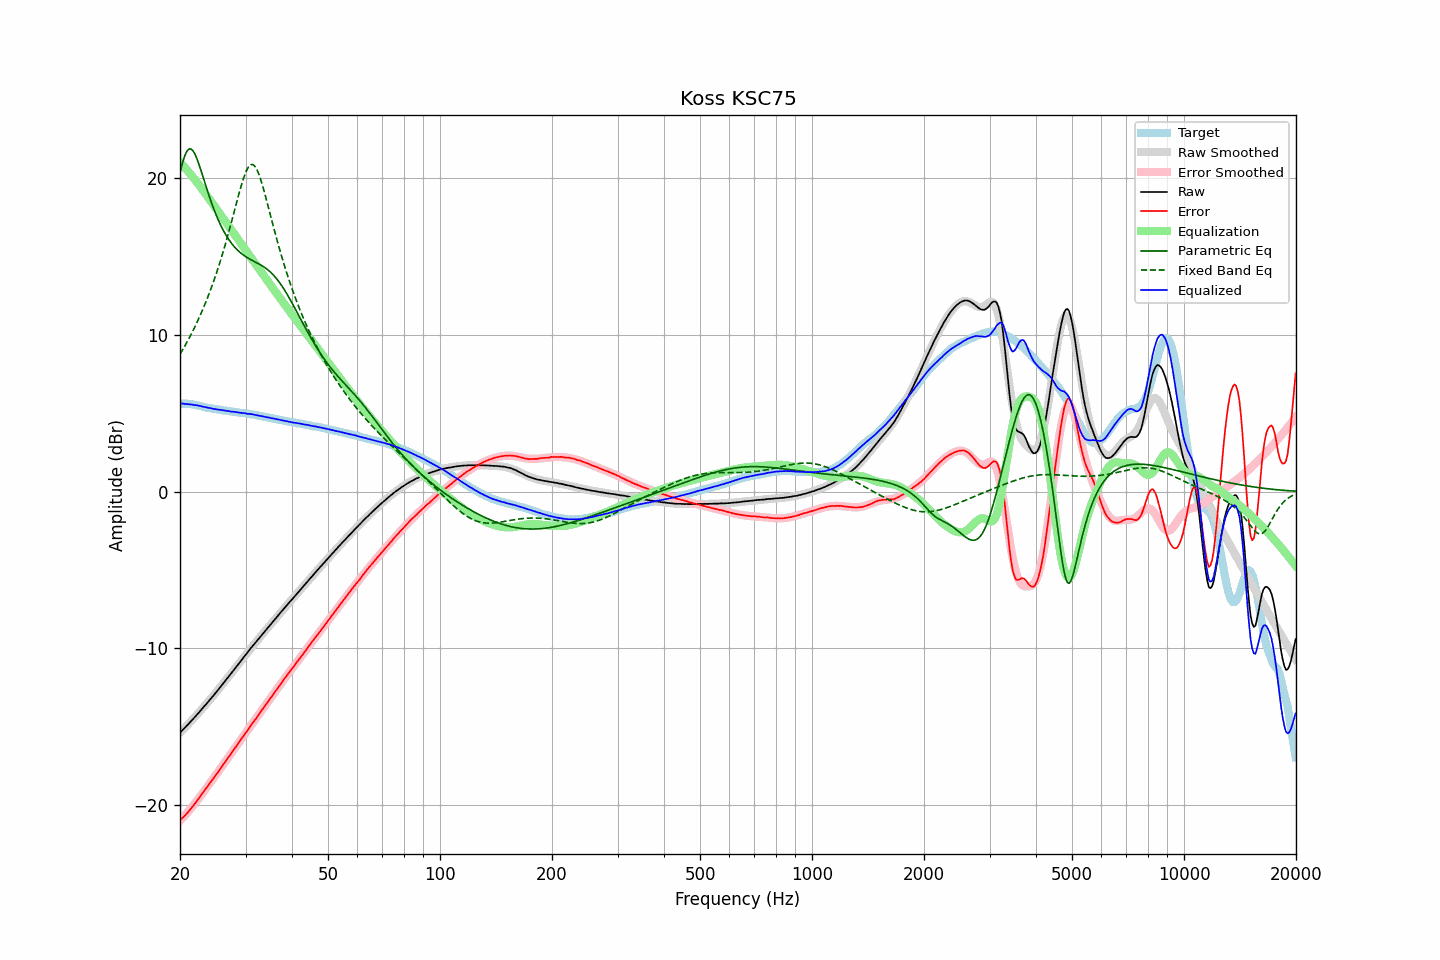 Koss KSC75
Target
Raw Smoothed
Error Smoothed
Raw
Error
Equalization
Parametric Eq
Fixed Band Eq
Equalized
Amplitude (dBr)
20
10
0
−10
−20
20
50
100
200
500
1000
2000
5000
10000
20000
Frequency (Hz)